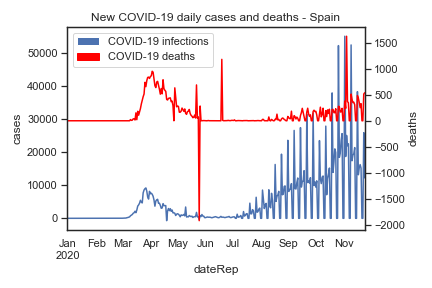 New COVID-19 daily cases and deaths - Spain
COVID-19 infections
COVID-19 deaths
50000
40000
30000
20000
10000
0
cases
1500
1000
500
0
−500
−1000
−1500
−2000
deaths
Jan Feb Mar Apr May Jun Jul Aug Sep Oct Nov
2020
dateRep